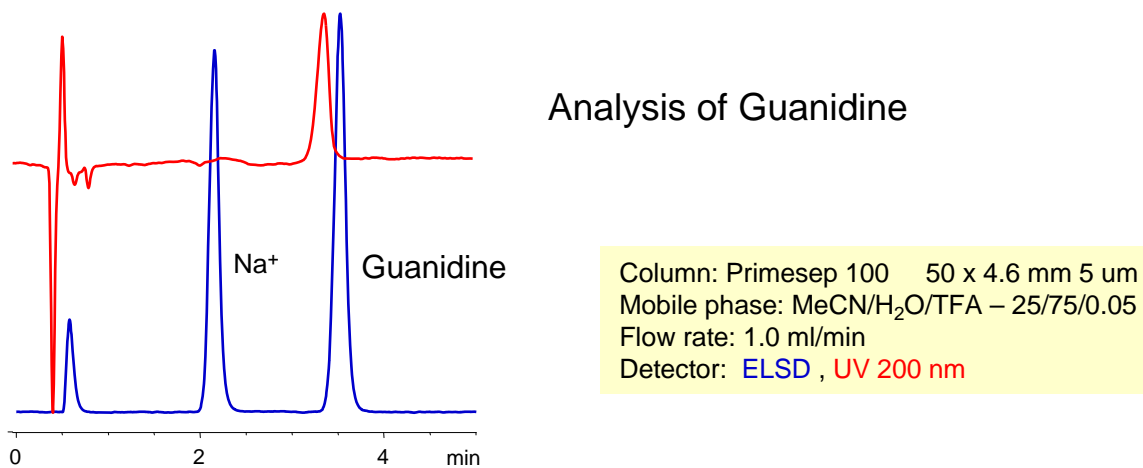 Analysis of Guanidine
Na⁺
Guanidine
Column: Primesep 100 50 x 4.6 mm 5 um
Mobile phase: MeCN/H₂O/TFA – 25/75/0.05
Flow rate: 1.0 ml/min
Detector: ELSD , UV 200 nm
0 2 4 min